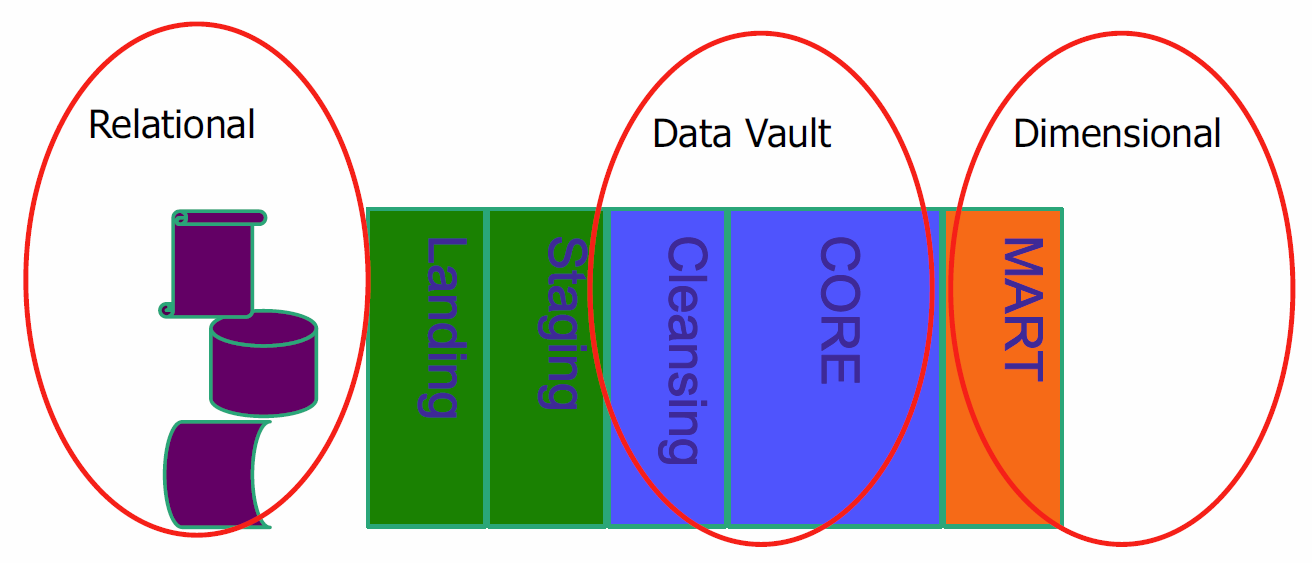 Relational
Data Vault
Dimensional
Landing
Staging
Cleansing
CORE
MART